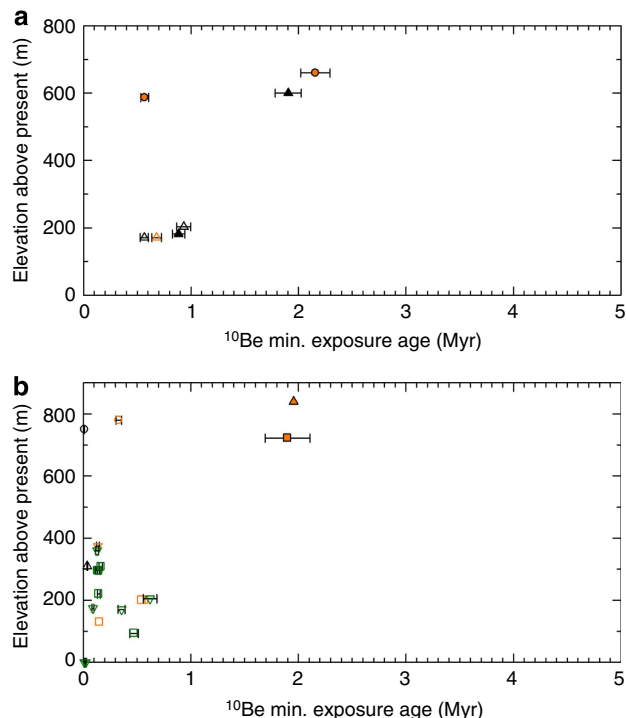 a
Elevation above present (m)
800
600
400
200
0
0 1 2 3 4 5
¹⁰Be min. exposure age (Myr)
b
Elevation above present (m)
800
600
400
200
0
0 1 2 3 4 5
¹⁰Be min. exposure age (Myr)